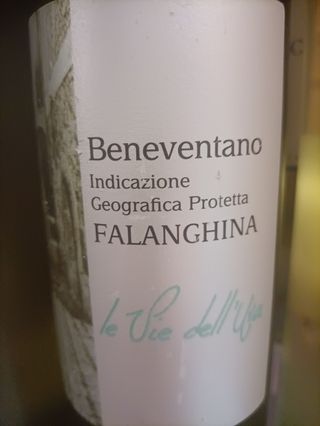 Beneventano
Indicazione
Geografica Protetta
FALANGHINA
le Vie dell'Uva